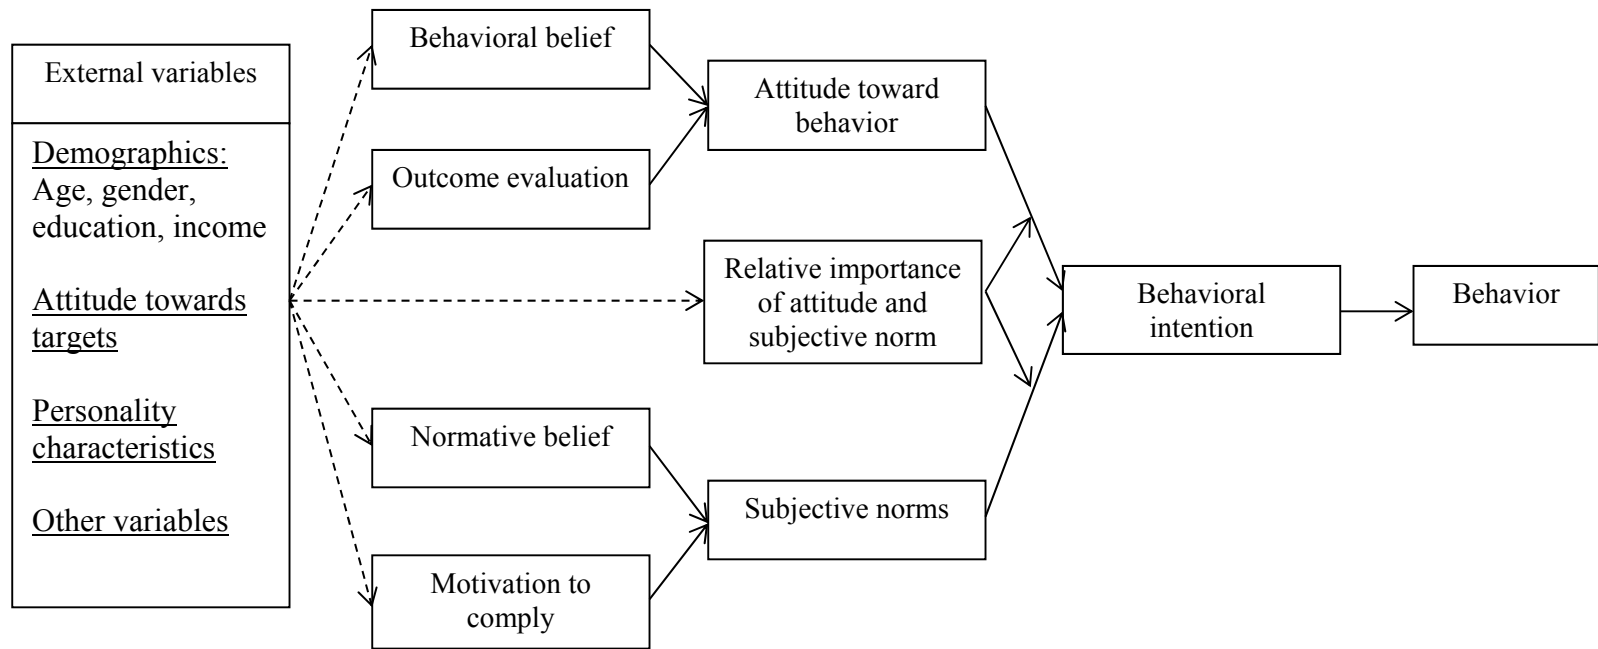 External variables
Demographics:
Age, gender,
education, income
Attitude towards
targets
Personality
characteristics
Other variables
Behavioral belief
Outcome evaluation
Normative belief
Motivation to
comply
Attitude toward
behavior
Relative importance
of attitude and
subjective norm
Subjective norms
Behavioral
intention
Behavior